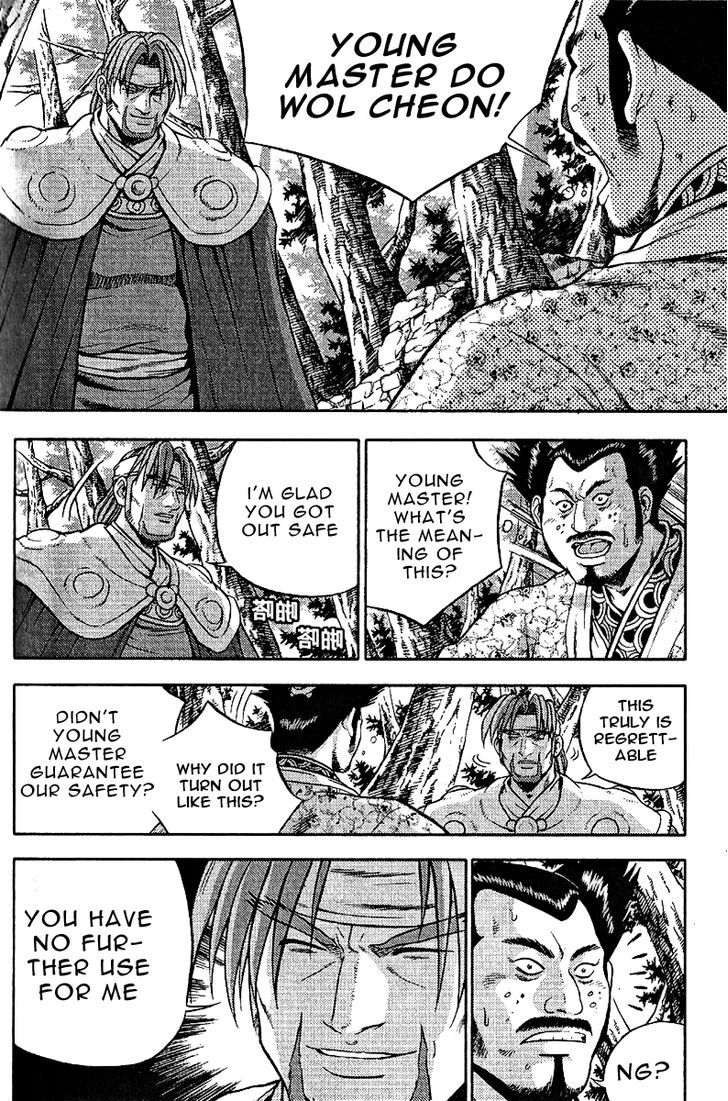 YOUNG
MASTER DO
WOL CHEON!
I'M GLAD
YOU GOT
OUT SAFE
YOUNG
MASTER!
WHAT'S
THE MEAN-
ING OF
THIS?
DIDN'T
YOUNG
MASTER
GUARANTEE
OUR SAFETY?
WHY DID IT
TURN OUT
LIKE THIS?
THIS
TRULY IS
REGRETT-
ABLE
YOU HAVE
NO FUR-
THER USE
FOR ME
NG?